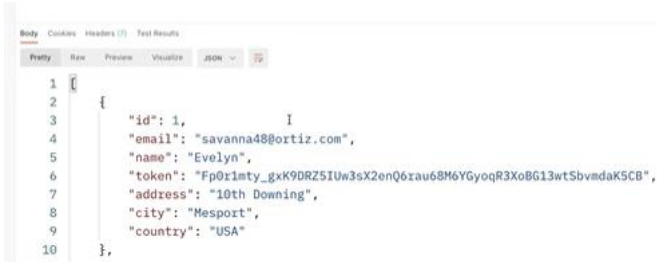 Body Cookies Headers (7) Test Results
Pretty Raw Preview Visualize JSON
1 [
2 {
3 "id": 1,
4 "email": "savanna48@ortiz.com",
5 "name": "Evelyn",
6 "token": "Fp0r1mty_gxK9DRZ5IUw3sX2enQ6rau68M6YGyoqR3XoBG13wtSbvmdaK5CB",
7 "address": "10th Downing",
8 "city": "Mesport",
9 "country": "USA"
10 },